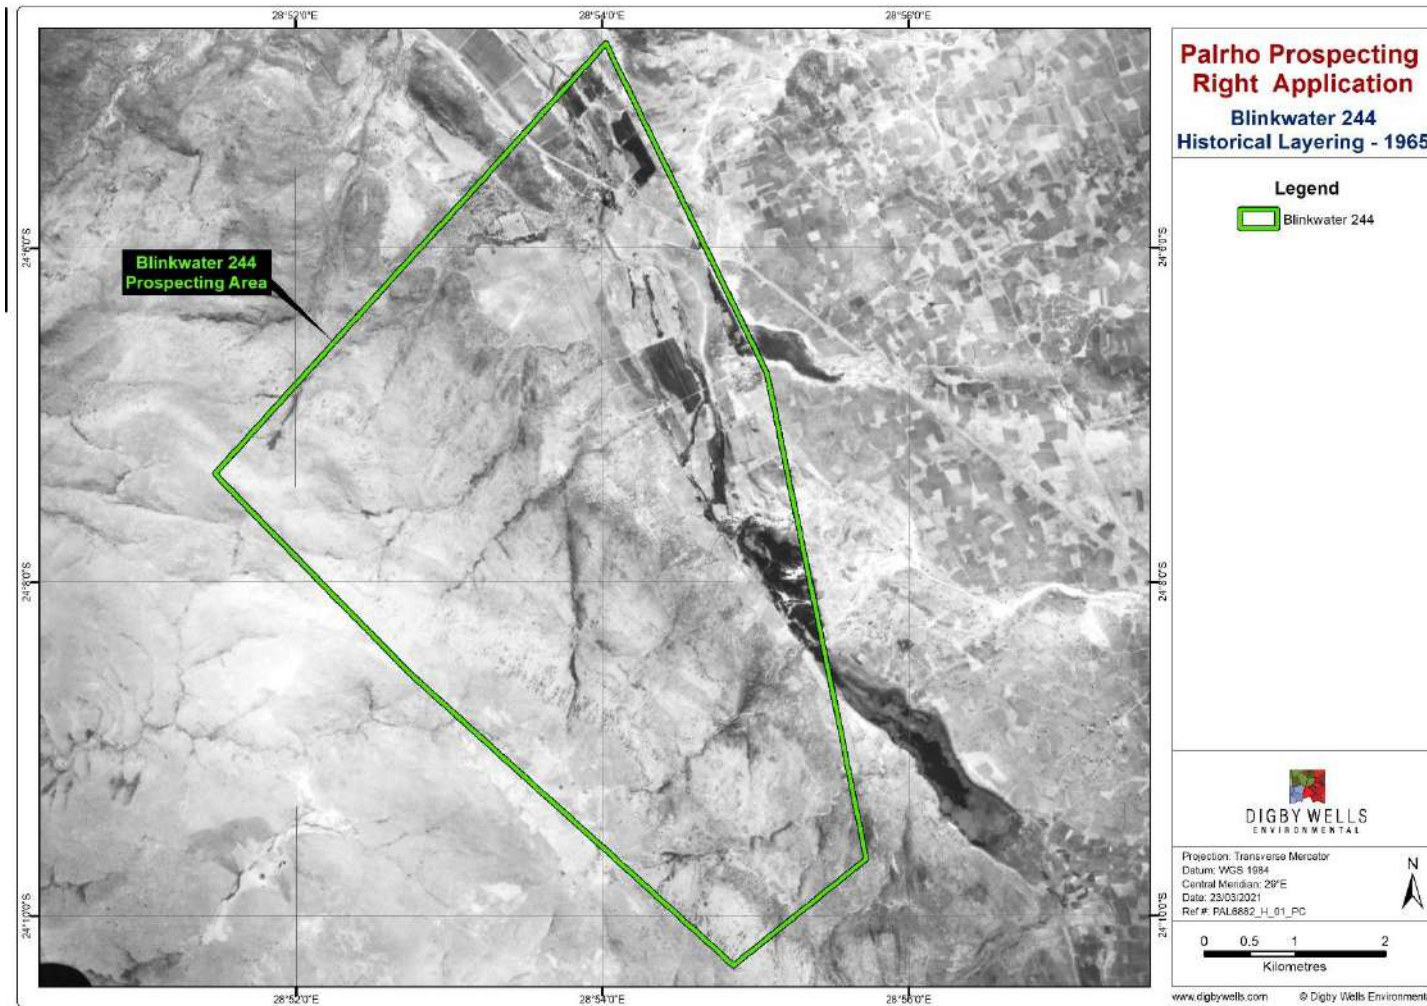 28°52'0"E 28°54'0"E 28°56'0"E
Palrho Prospecting
Right Application
Blinkwater 244
Historical Layering - 1965
Legend
Blinkwater 244
24°6'0"S
24°6'0"S
Blinkwater 244
Prospecting Area
24°8'0"S
24°8'0"S
24°10'0"S
24°10'0"S
DIGBY WELLS
ENVIRONMENTAL
Projection: Transverse Mercator
Datum: WGS 1984
Central Meridian: 29°E
Date: 23/03/2021
Ref #: PAL6882_H_01_PC
N
0 0.5 1 2
Kilometres
28°52'0"E 28°54'0"E 28°56'0"E
www.digbywells.com © Digby Wells Environment